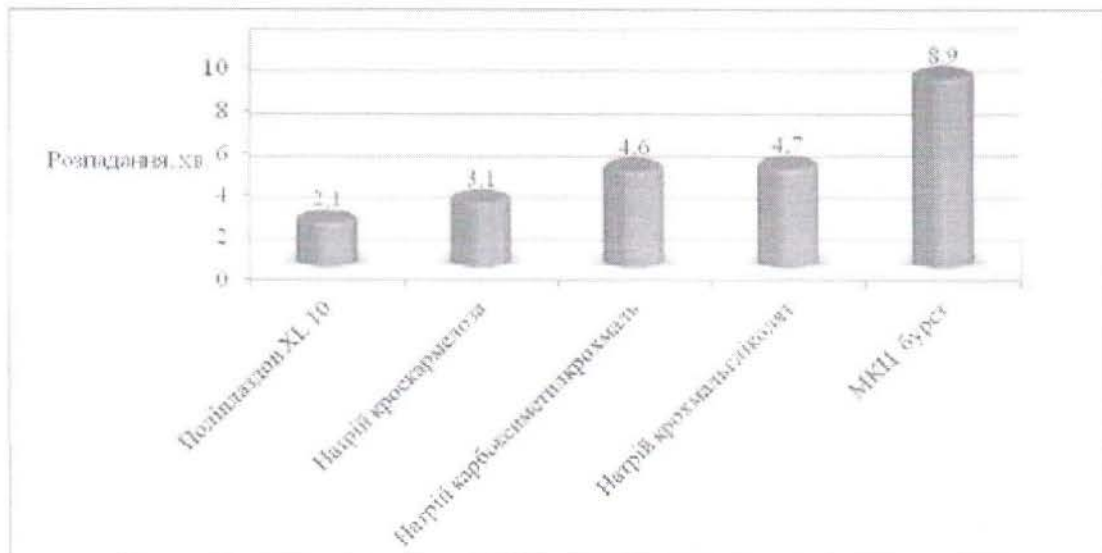 10
8
6
4
2
0
Розпадання, хв
2,1
3,1
4,6
4,7
8,9
Поліплаздон XL 10
Натрій кроскармелоза
Натрій карбоксиметилкрохмаль
Натрій крохмальгліколят
МКЦ бурст